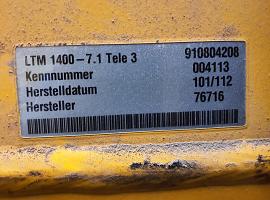 LTM 1400-7.1 Tele 3 910804208
Kennnummer 004113
Herstelldatum 101/112
Hersteller 76716